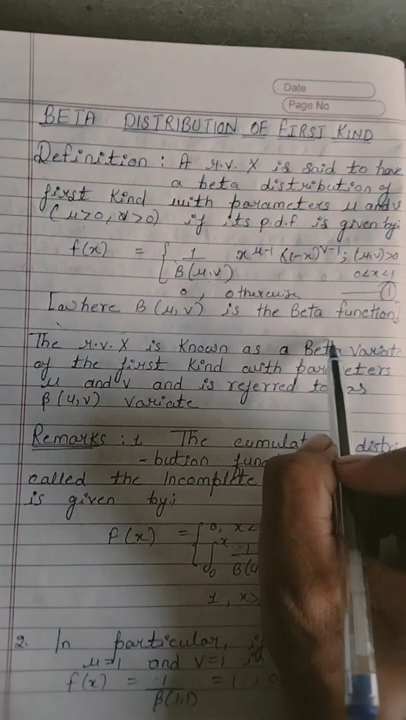 Date
Page No
BETA DISTRIBUTION OF FIRST KIND
Definition : A r.v. X is said to have
a beta distribution of
first kind with parameters μ and v
(μ>0, v>0) if its p.d.f is given by:
f(x) = { 1/B(μ,v) x^(μ-1) (1-x)^(v-1) ; (μ,v)>0
0<x<1
0, otherwise ①
[where B(μ,v) is the Beta function
The r.v. X is known as a Beta variate
of the first kind with parameters
μ and v and is referred to as
β(μ,v) variate
Remarks : 1. The cumulat distri
-bution func
called the Incomplete
is given by:
F(x) = { 0, x<
∫₀ˣ 1/B(μ
1, x>
2. In particular, if
μ=1 and v=1
f(x) = 1/β(1,1) = 1, 0